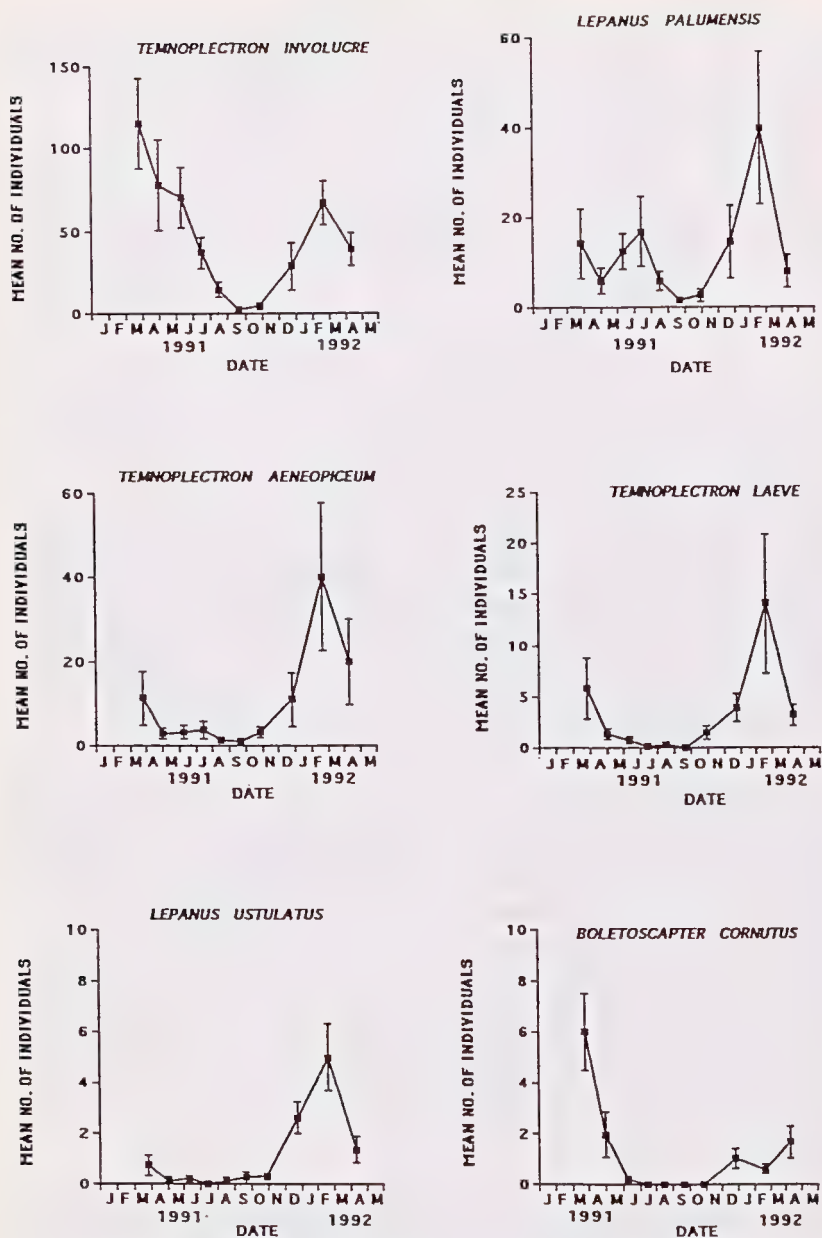 TEMNOPLECTRON INVOLUCRE
MEAN NO. OF INDIVIDUALS
150
100
50
0
J F M A M J J A S O N D J F M A M
1991 1992
DATE
LEPANUS PALUMENSIS
MEAN NO. OF INDIVIDUALS
60
40
20
0
J F M A M J J A S O N D J F M A M
1991 1992
DATE
TEMNOPLECTRON AENEOPICEUM
MEAN NO. OF INDIVIDUALS
60
40
20
0
J F M A M J J A S O N D J F M A M
1991 1992
DATE
TEMNOPLECTRON LAEVE
MEAN NO. OF INDIVIDUALS
25
20
15
10
5
0
J F M A M J J A S O N D J F M A M
1991 1992
DATE
LEPANUS USTULATUS
MEAN NO. OF INDIVIDUALS
10
8
6
4
2
0
J F M A M J J A S O N D J F M A M
1991 1992
DATE
BOLETOSCAPTER CORNUTUS
MEAN NO. OF INDIVIDUALS
10
8
6
4
2
0
J F M A M J J A S O N D J F M A M
1991 1992
DATE